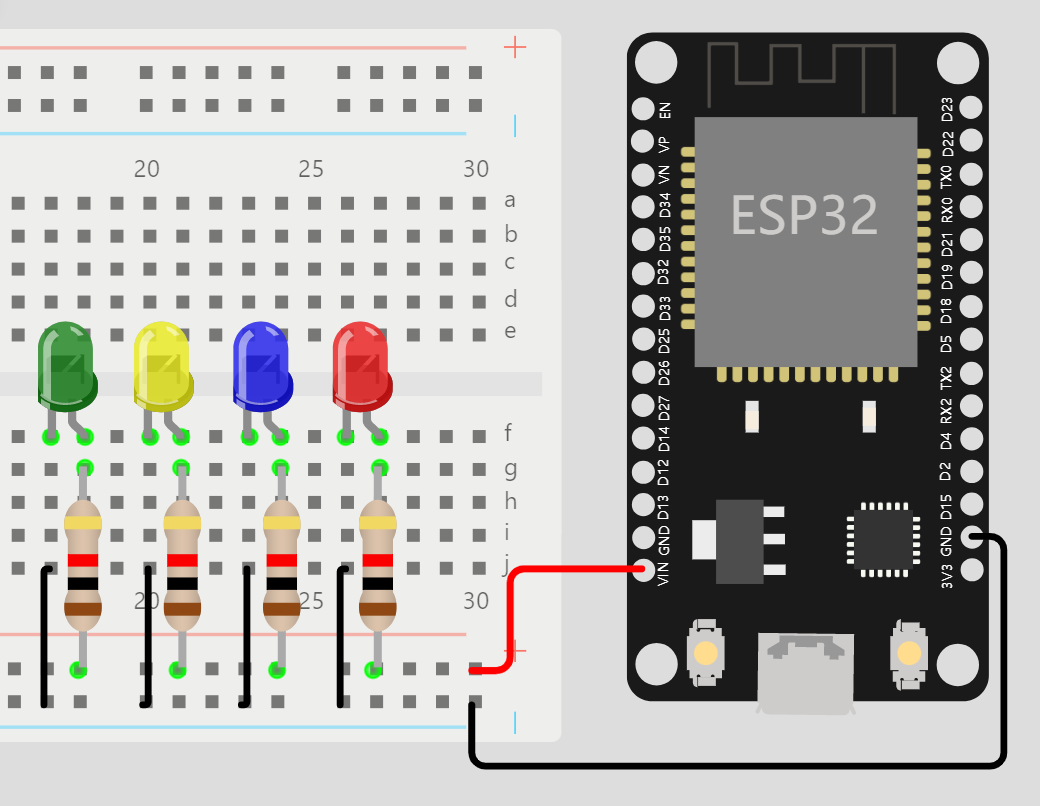 20 25 30
a
b
c
d
e
f
g
h
i
j
20 25 30
ESP32
EN
VP
VN
D34
D35
D32
D33
D25
D26
D27
D14
D12
D13
GND
VIN
D23
D22
TX0
RX0
D21
D19
D18
D5
TX2
RX2
D4
D2
D15
GND
3V3